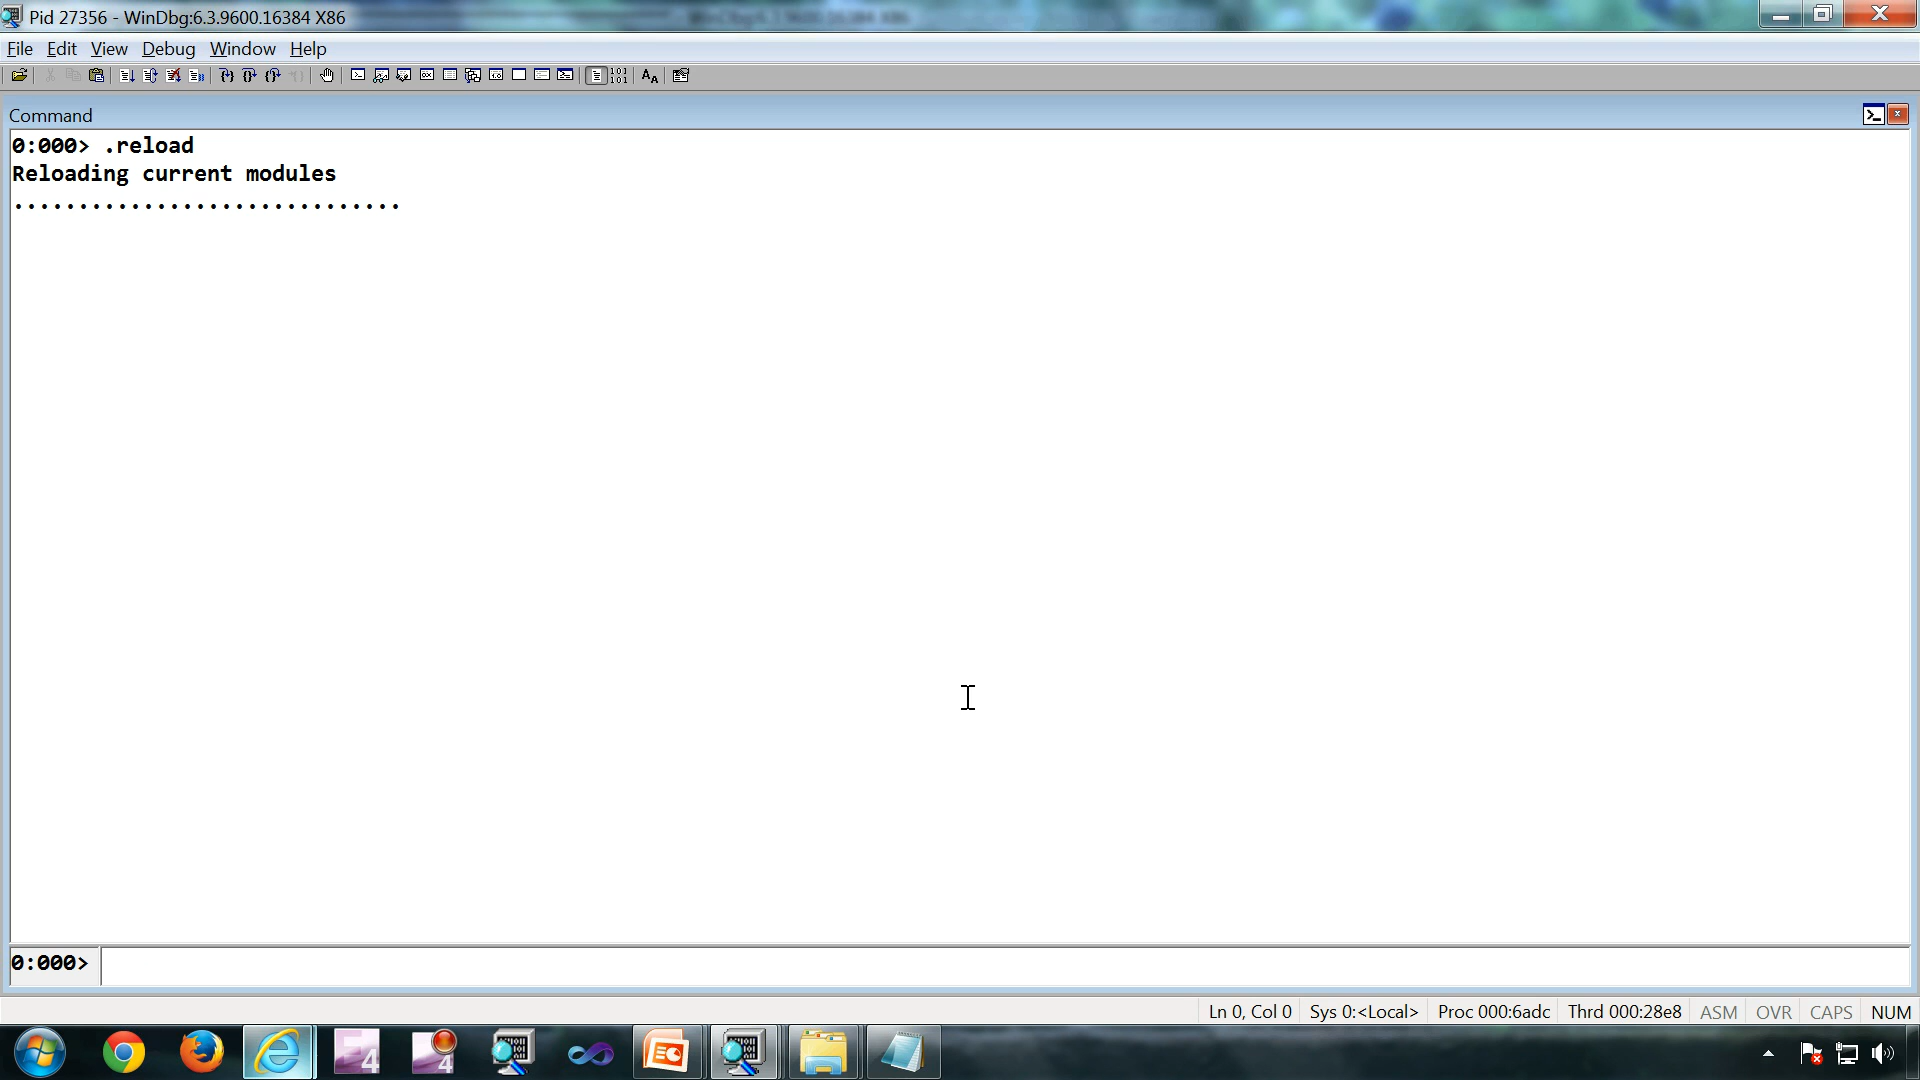 Pid 27356 - WinDbg:6.3.9600.16384 X86
File Edit View Debug Window Help
Command
0:000> .reload
Reloading current modules
..............................
0:000>
Ln 0, Col 0 Sys 0:<Local> Proc 000:6adc Thrd 000:28e8 ASM OVR CAPS NUM